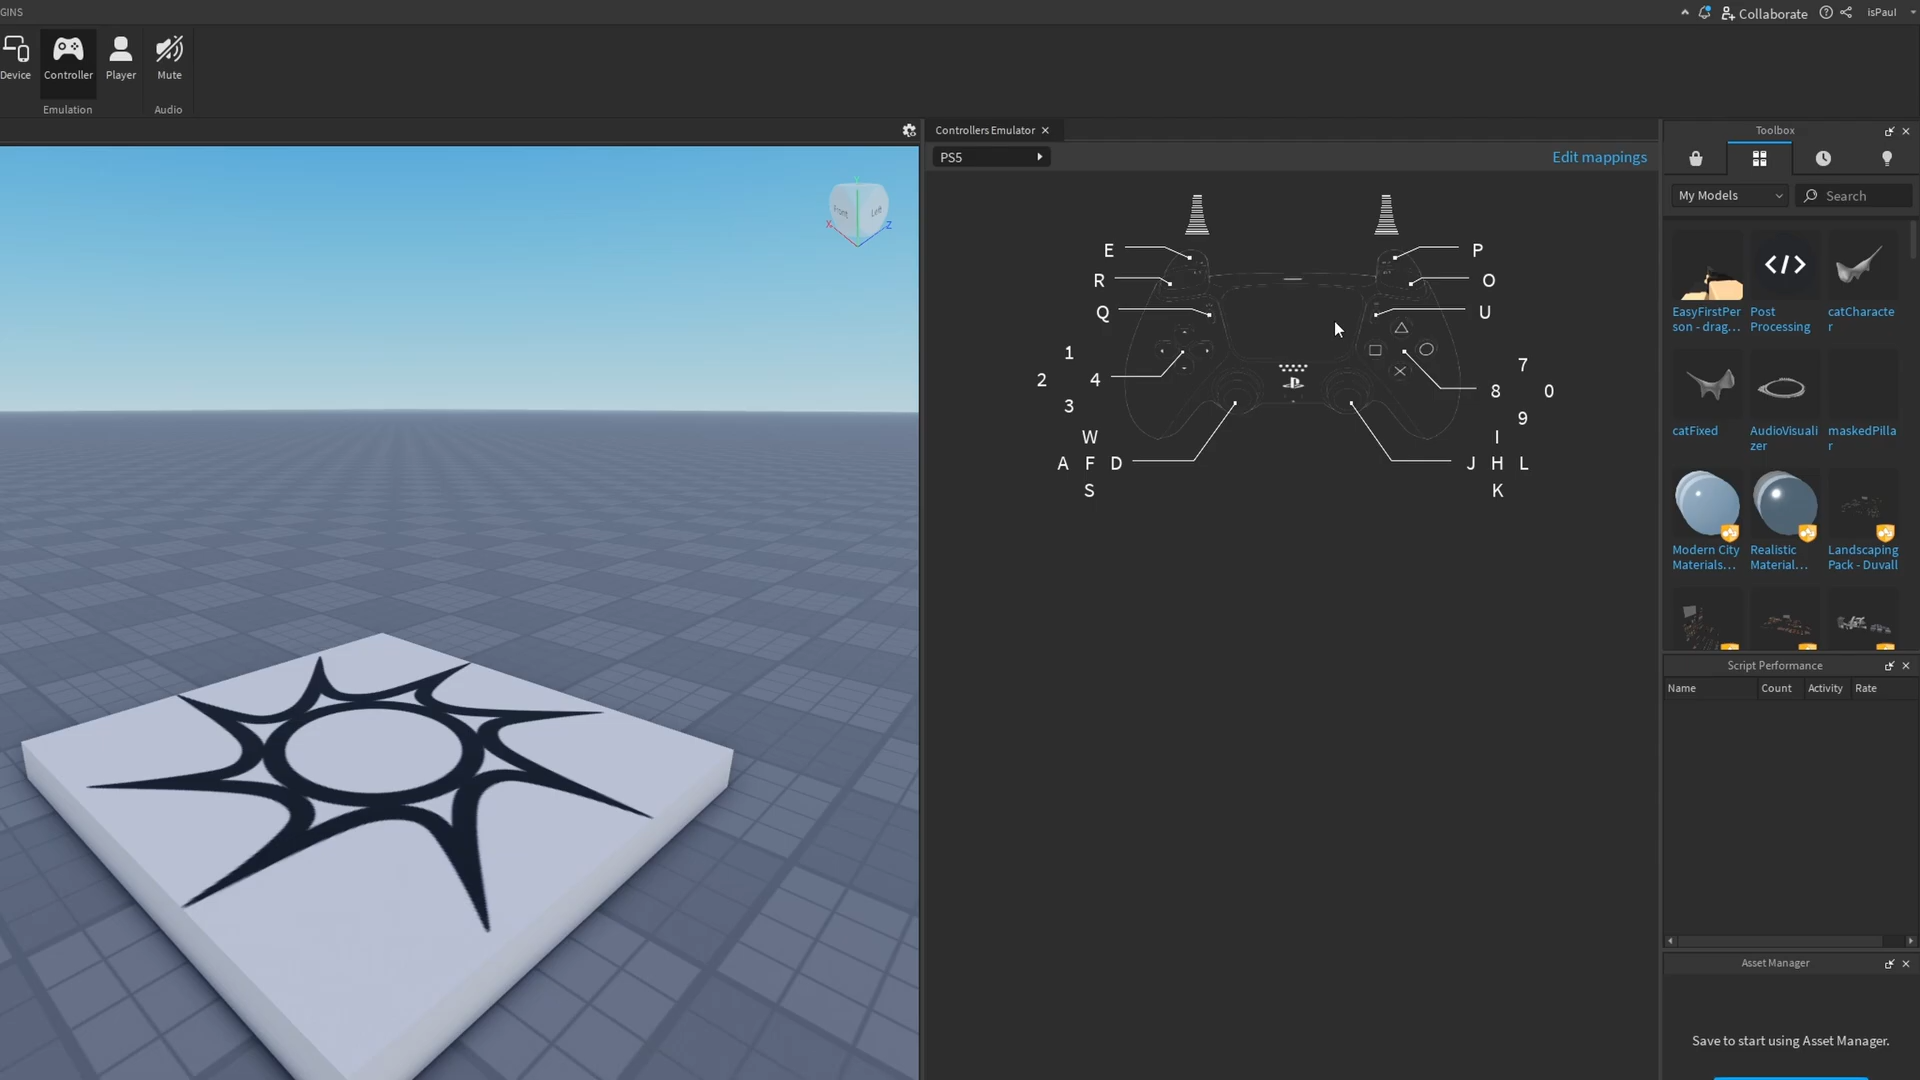 GINS
Collaborate
isPaul
Device
Controller
Player
Mute
Emulation
Audio
Controllers Emulator
PS5
Edit mappings
E
P
R
O
Q
U
1
2
4
3
7
8
0
9
W
A F D
S
I
J H L
K
Y
X
Z
Front
Left
Toolbox
My Models
Search
EasyFirstPer
son - drag...
Post
Processing
catCharacte
r
catFixed
AudioVisuali
zer
maskedPilla
r
Modern City
Materials...
Realistic
Material...
Landscaping
Pack - Duvall
Script Performance
Name Count Activity Rate
Asset Manager
Save to start using Asset Manager.